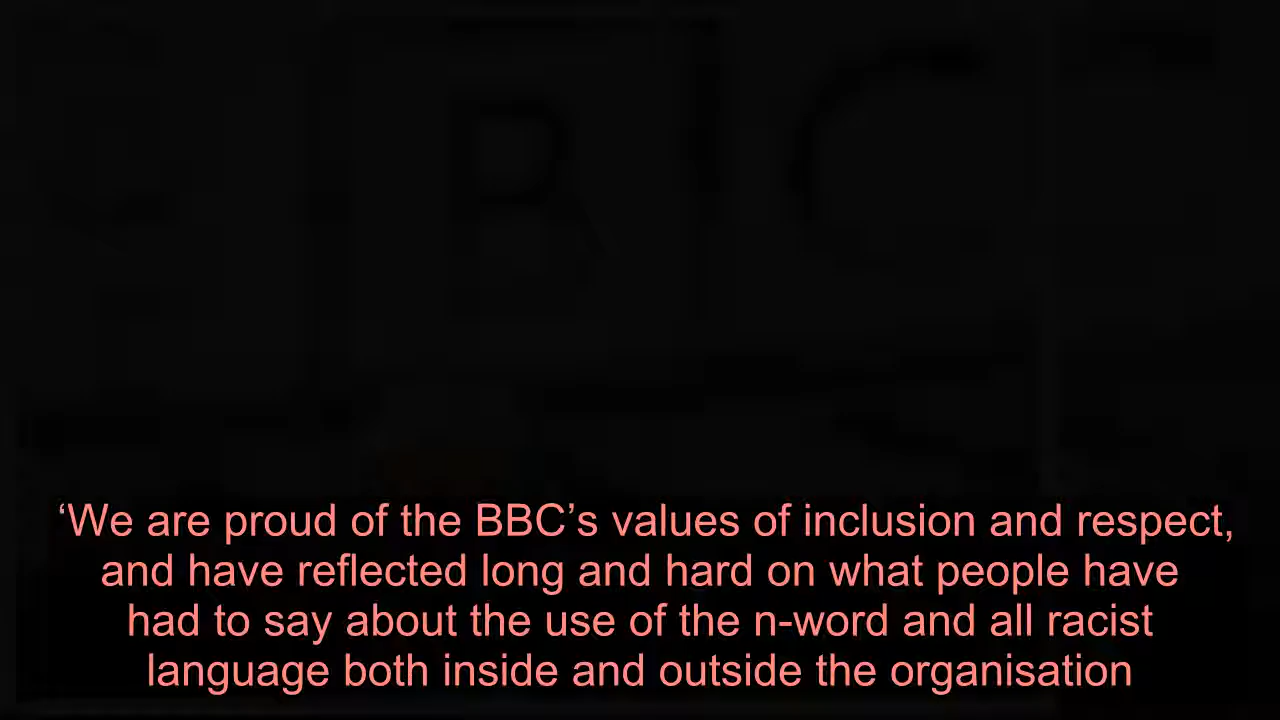 ‘We are proud of the BBC’s values of inclusion and respect,
and have reflected long and hard on what people have
had to say about the use of the n-word and all racist
language both inside and outside the organisation